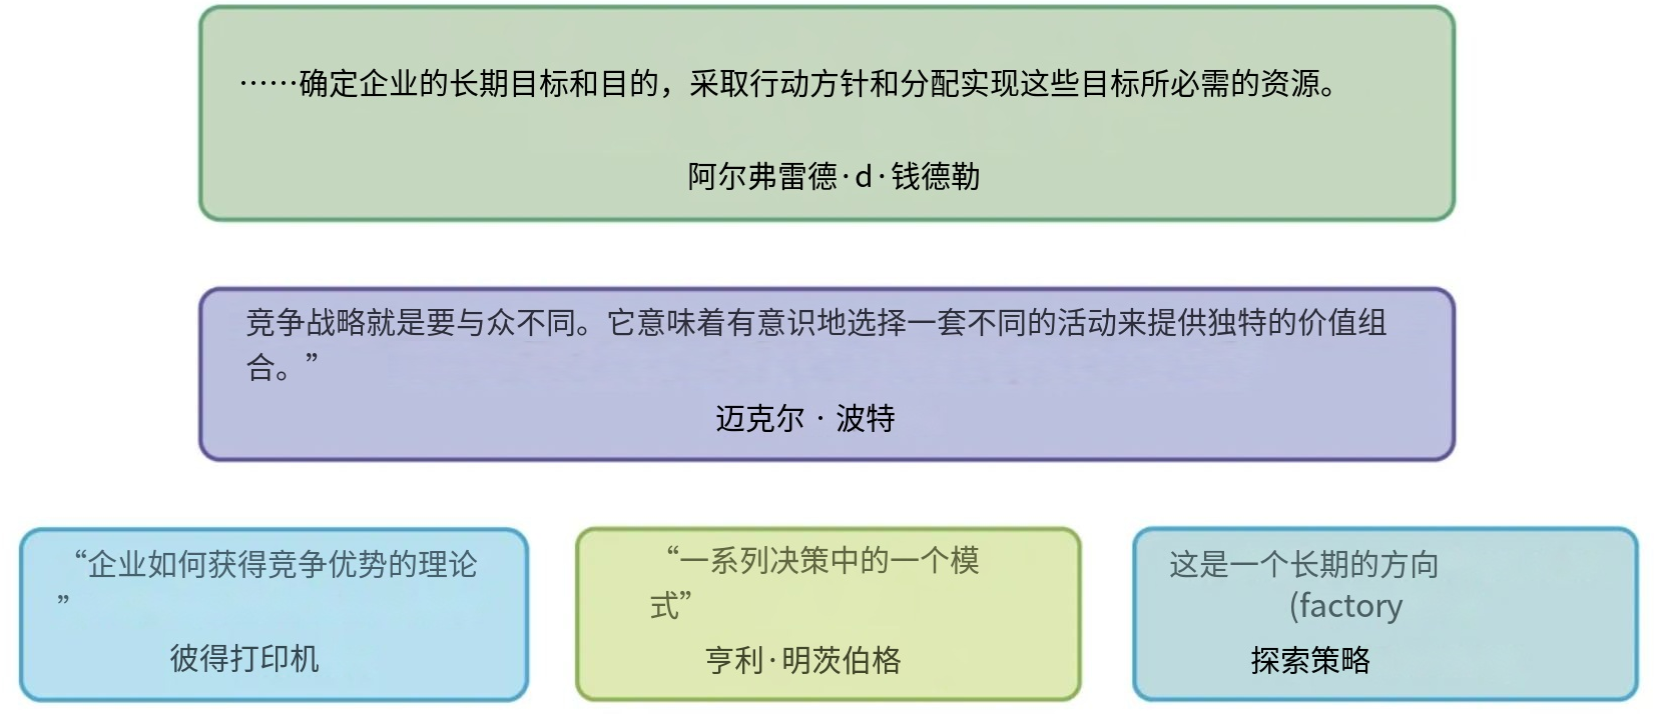 ……确定企业的长期目标和目的，采取行动方针和分配实现这些目标所必需的资源。
阿尔弗雷德·d·钱德勒
竞争战略就是要与众不同。它意味着有意识地选择一套不同的活动来提供独特的价值组
合。”
迈克尔·波特
“企业如何获得竞争优势的理论
”
彼得打印机
“一系列决策中的一个模
式”
亨利·明茨伯格
这是一个长期的方向
(factory
探索策略